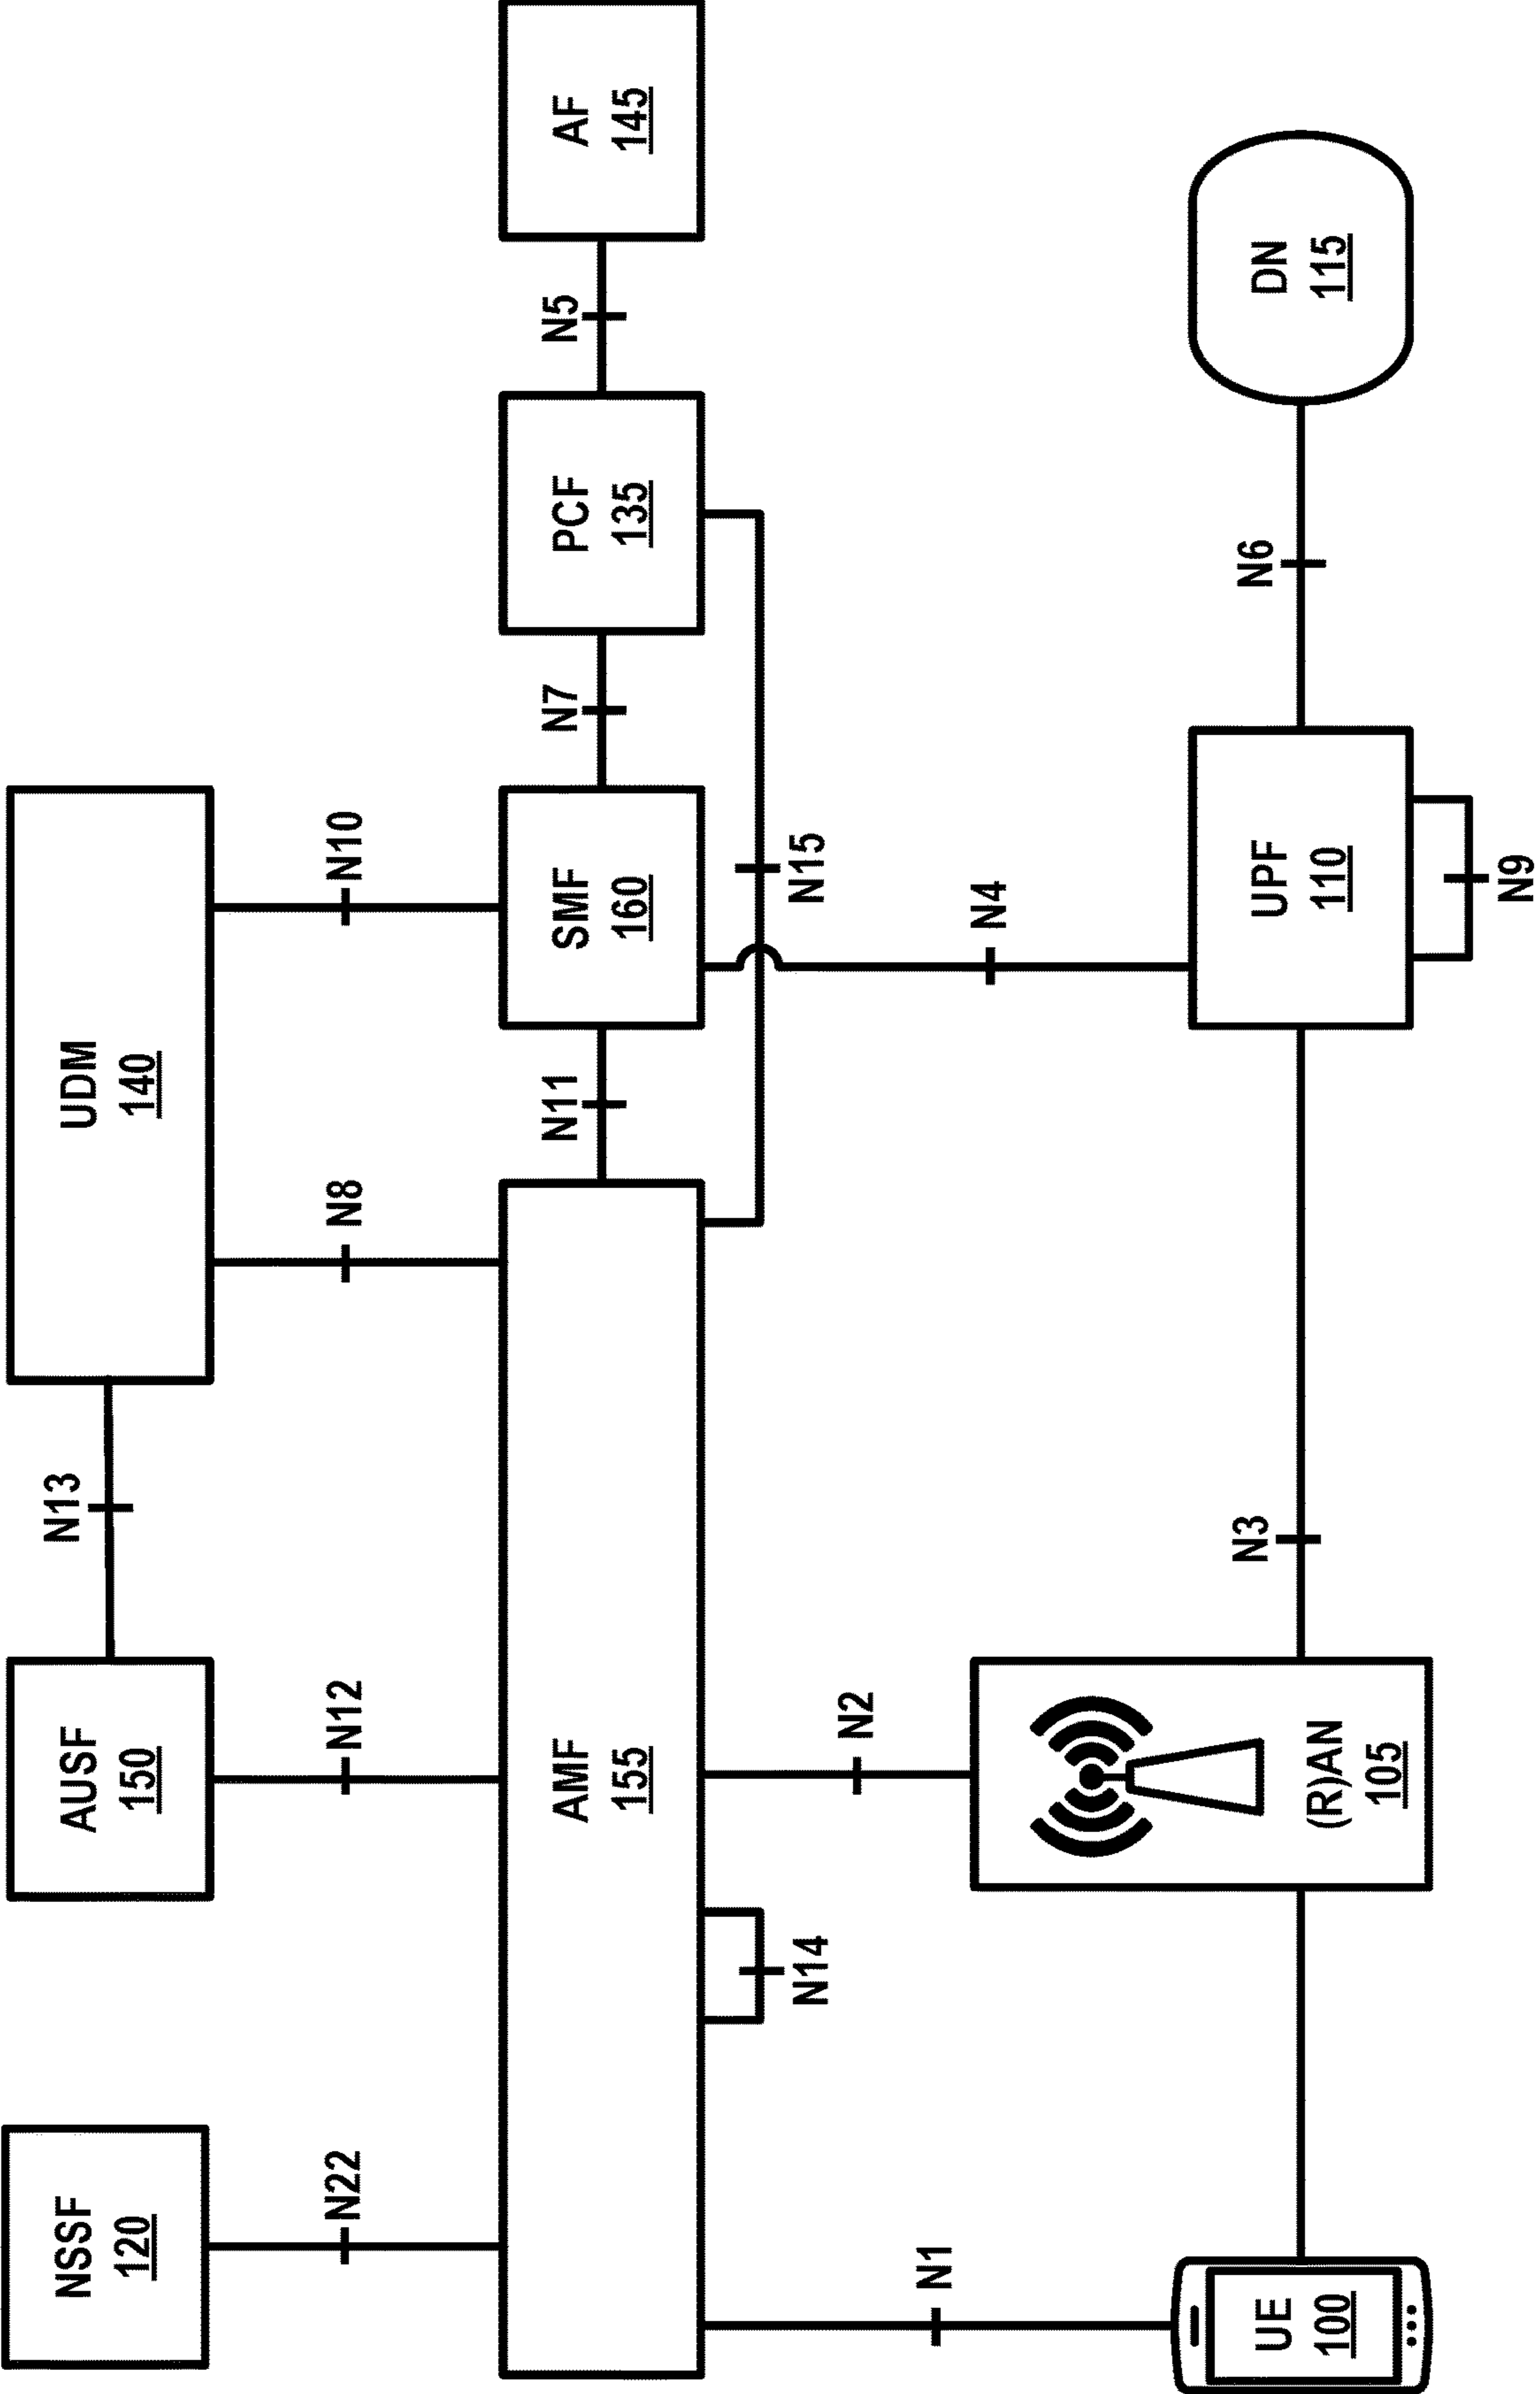 NSSF
120
AUSF
150
UDM
140
N13
N22
N12
N8
N10
AMF
155
N11
SMF
160
N7
PCF
135
N5
AF
145
N14
N15
N1
N2
N4
UE
100
(R)AN
105
N3
UPF
110
N6
DN
115
N9